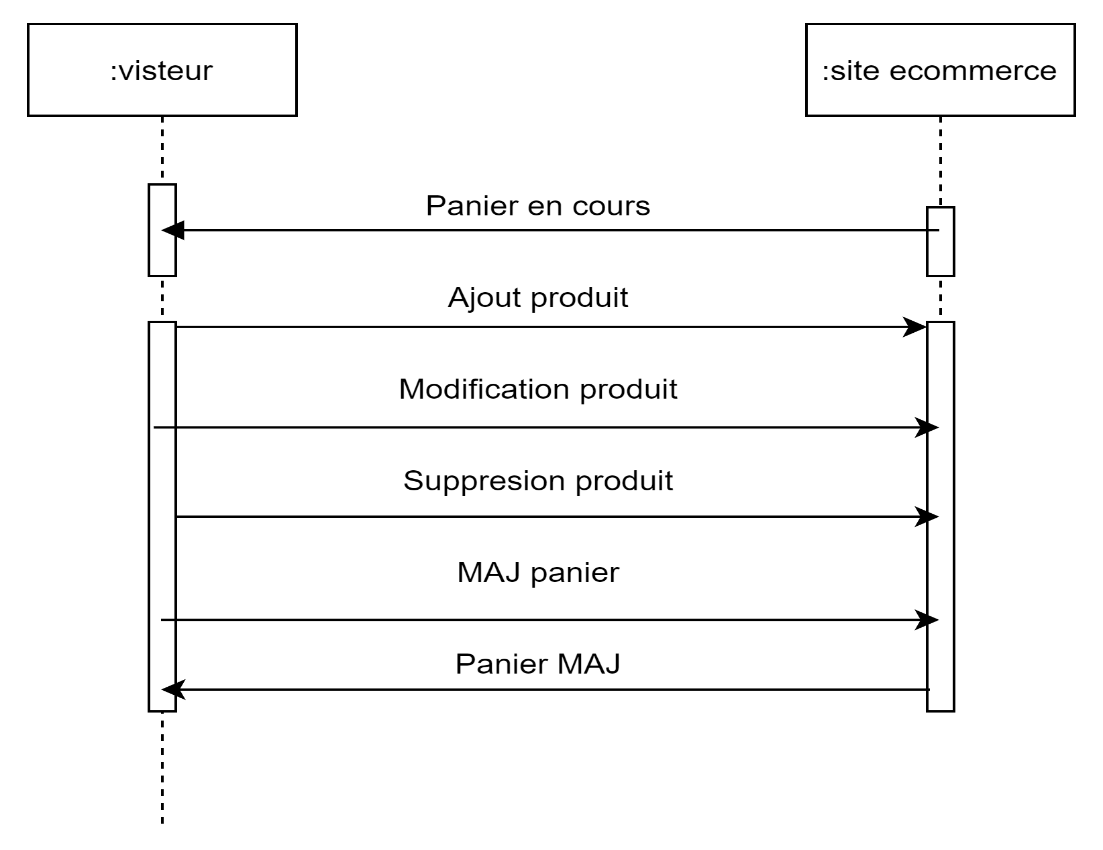 :visteur
:site ecommerce
Panier en cours
Ajout produit
Modification produit
Suppresion produit
MAJ panier
Panier MAJ